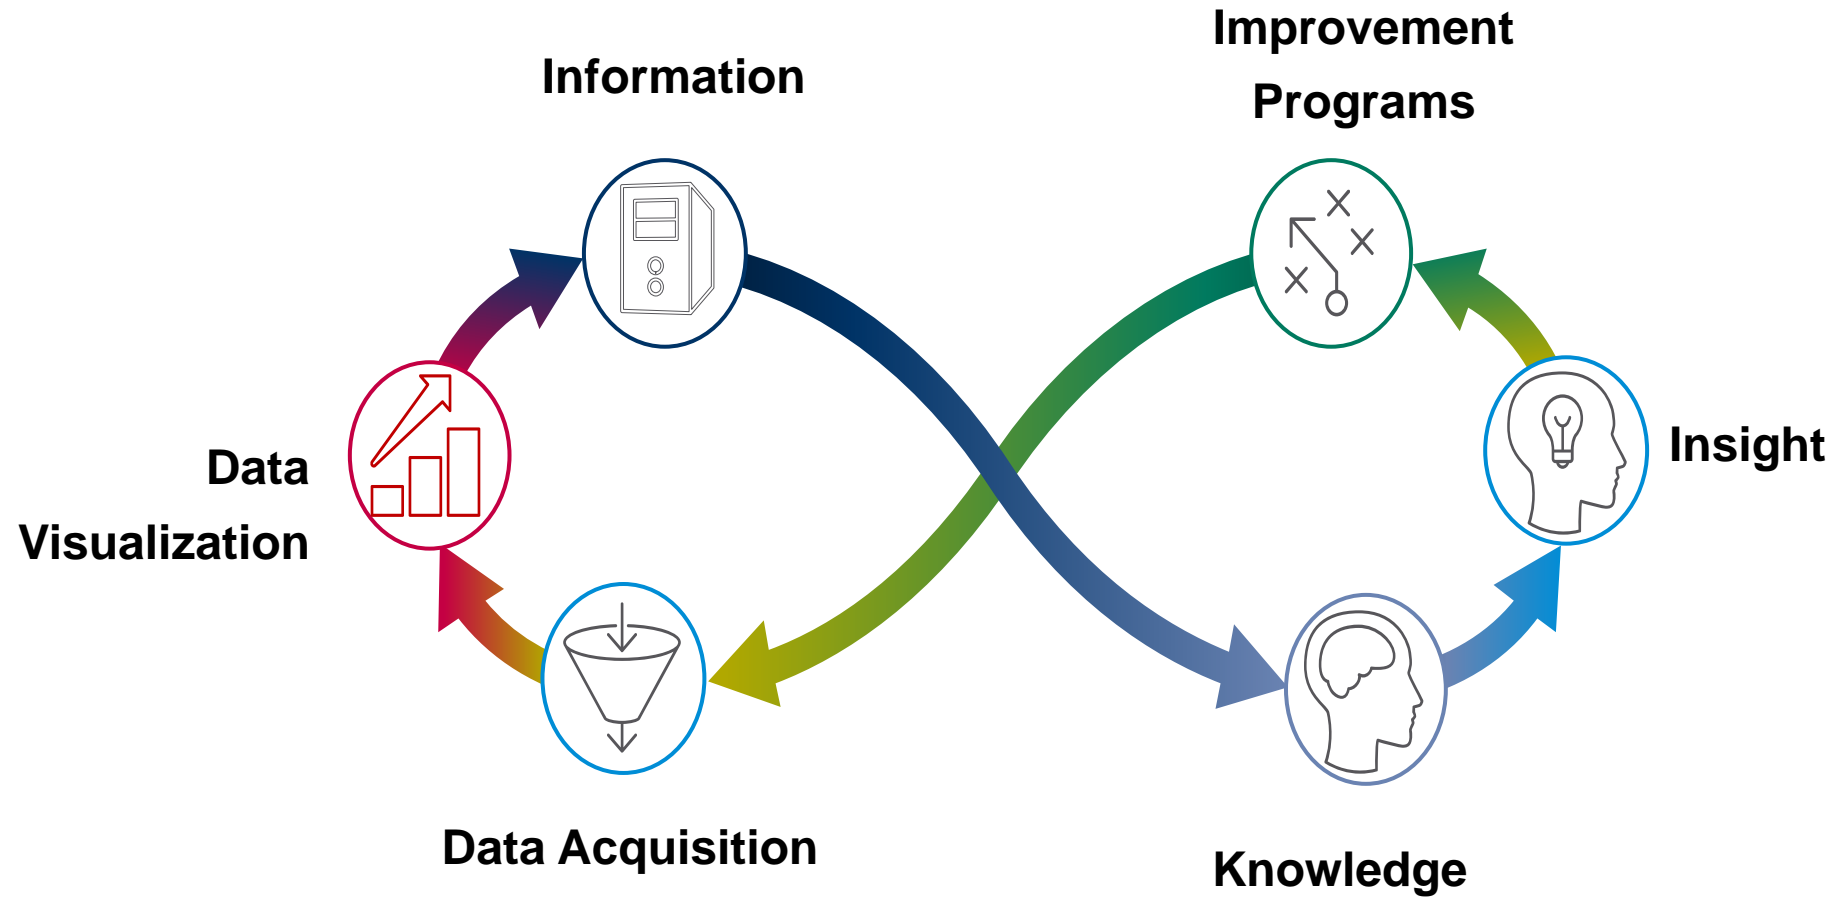 Improvement
Programs
Information
Data
Visualization
Insight
Data Acquisition
Knowledge